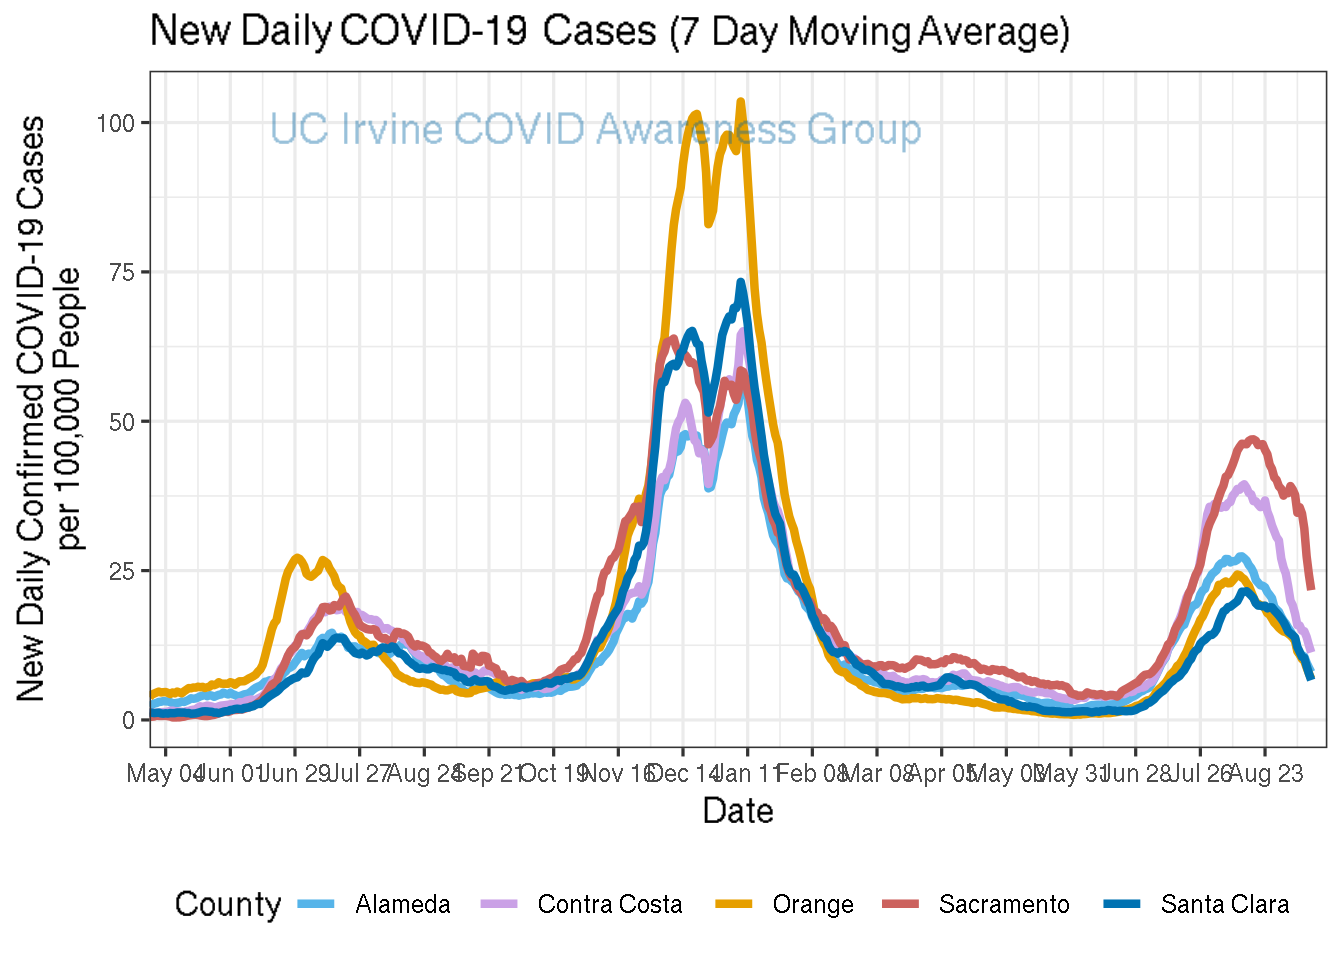 New Daily COVID-19 Cases (7 Day Moving Average)
UC Irvine COVID Awareness Group
New Daily Confirmed COVID-19 Cases
per 100,000 People
100
75
50
25
0
May 04 Jun 01 Jun 29 Jul 27 Aug 24 Sep 21 Oct 19 Nov 16 Dec 14 Jan 11 Feb 08 Mar 08 Apr 05 May 03 May 31 Jun 28 Jul 26 Aug 23
Date
County Alameda Contra Costa Orange Sacramento Santa Clara